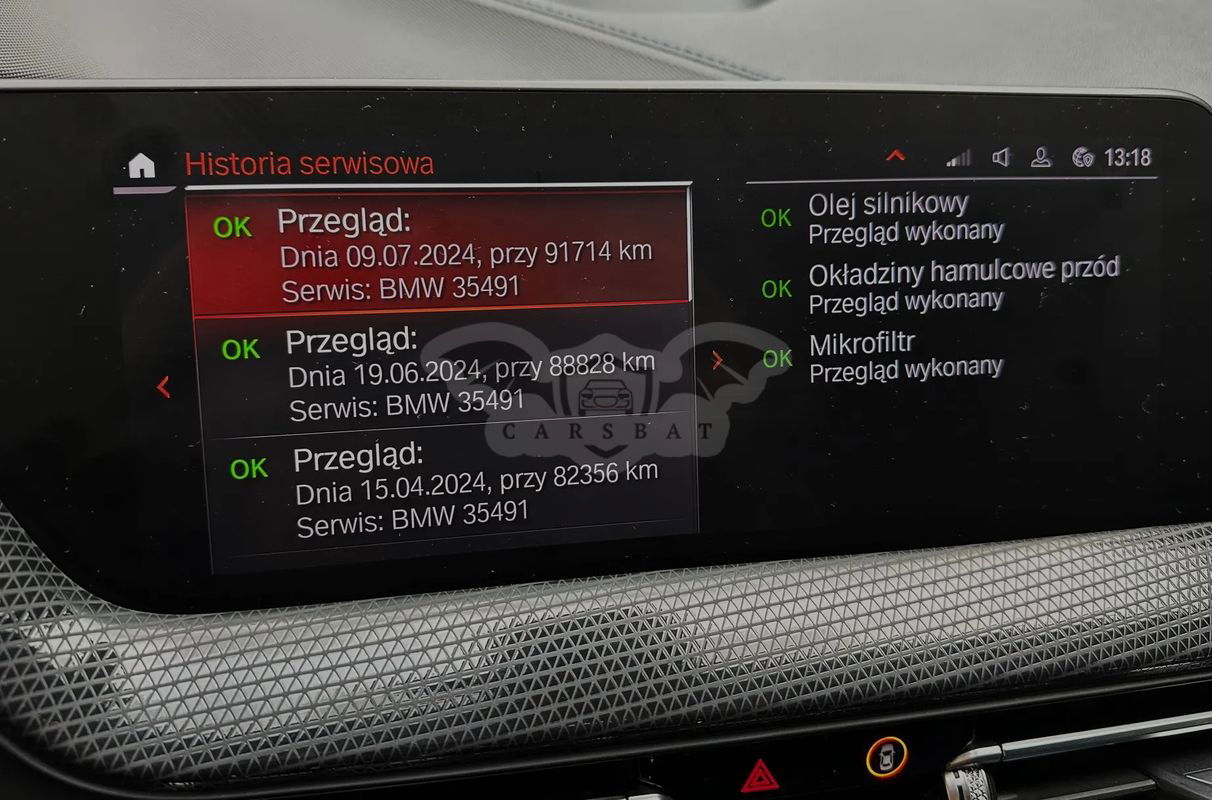 Historia serwisowa
13:18
OK Przegląd:
Dnia 09.07.2024, przy 91714 km
Serwis: BMW 35491
OK Przegląd:
Dnia 19.06.2024, przy 88828 km
Serwis: BMW 35491
OK Przegląd:
Dnia 15.04.2024, przy 82356 km
Serwis: BMW 35491
OK Olej silnikowy
Przegląd wykonany
OK Okładziny hamulcowe przód
Przegląd wykonany
OK Mikrofiltr
Przegląd wykonany
CARSBAT